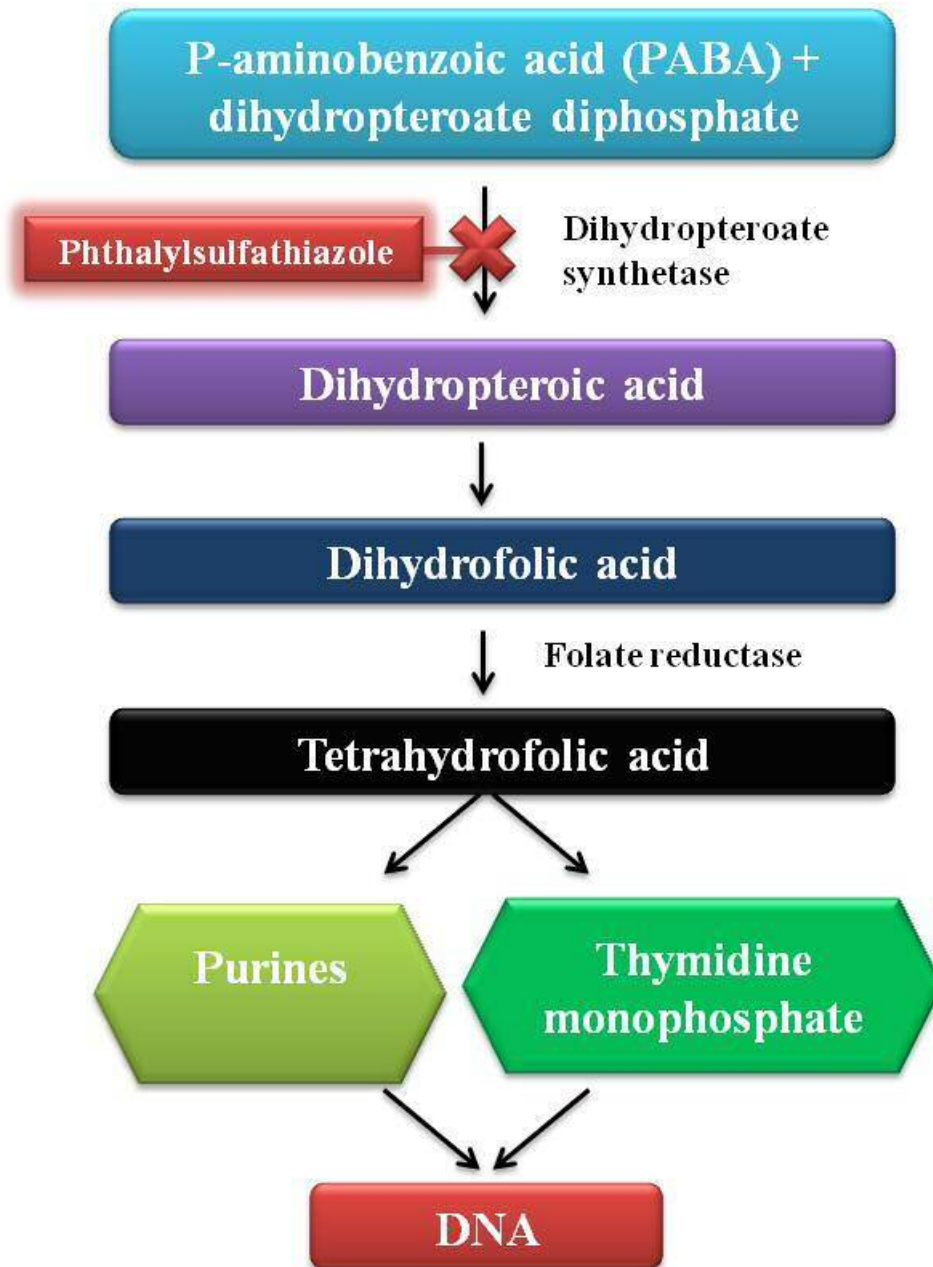 P-aminobenzoic acid (PABA) +
dihydropteroate diphosphate
Phthalylsulfathiazole
Dihydropteroate
synthetase
Dihydropteroic acid
Dihydrofolic acid
Folate reductase
Tetrahydrofolic acid
Purines
Thymidine
monophosphate
DNA